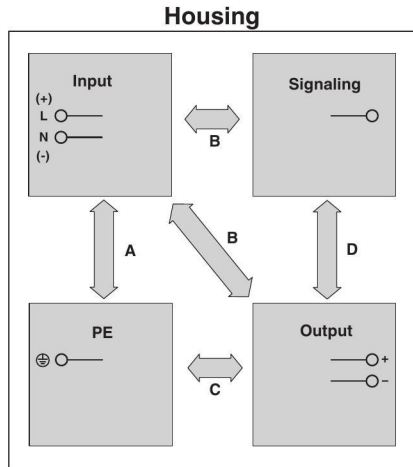 Housing
Input
(+)
L
N
(-)
Signaling
B
A
B
D
PE
Output
+
−
C